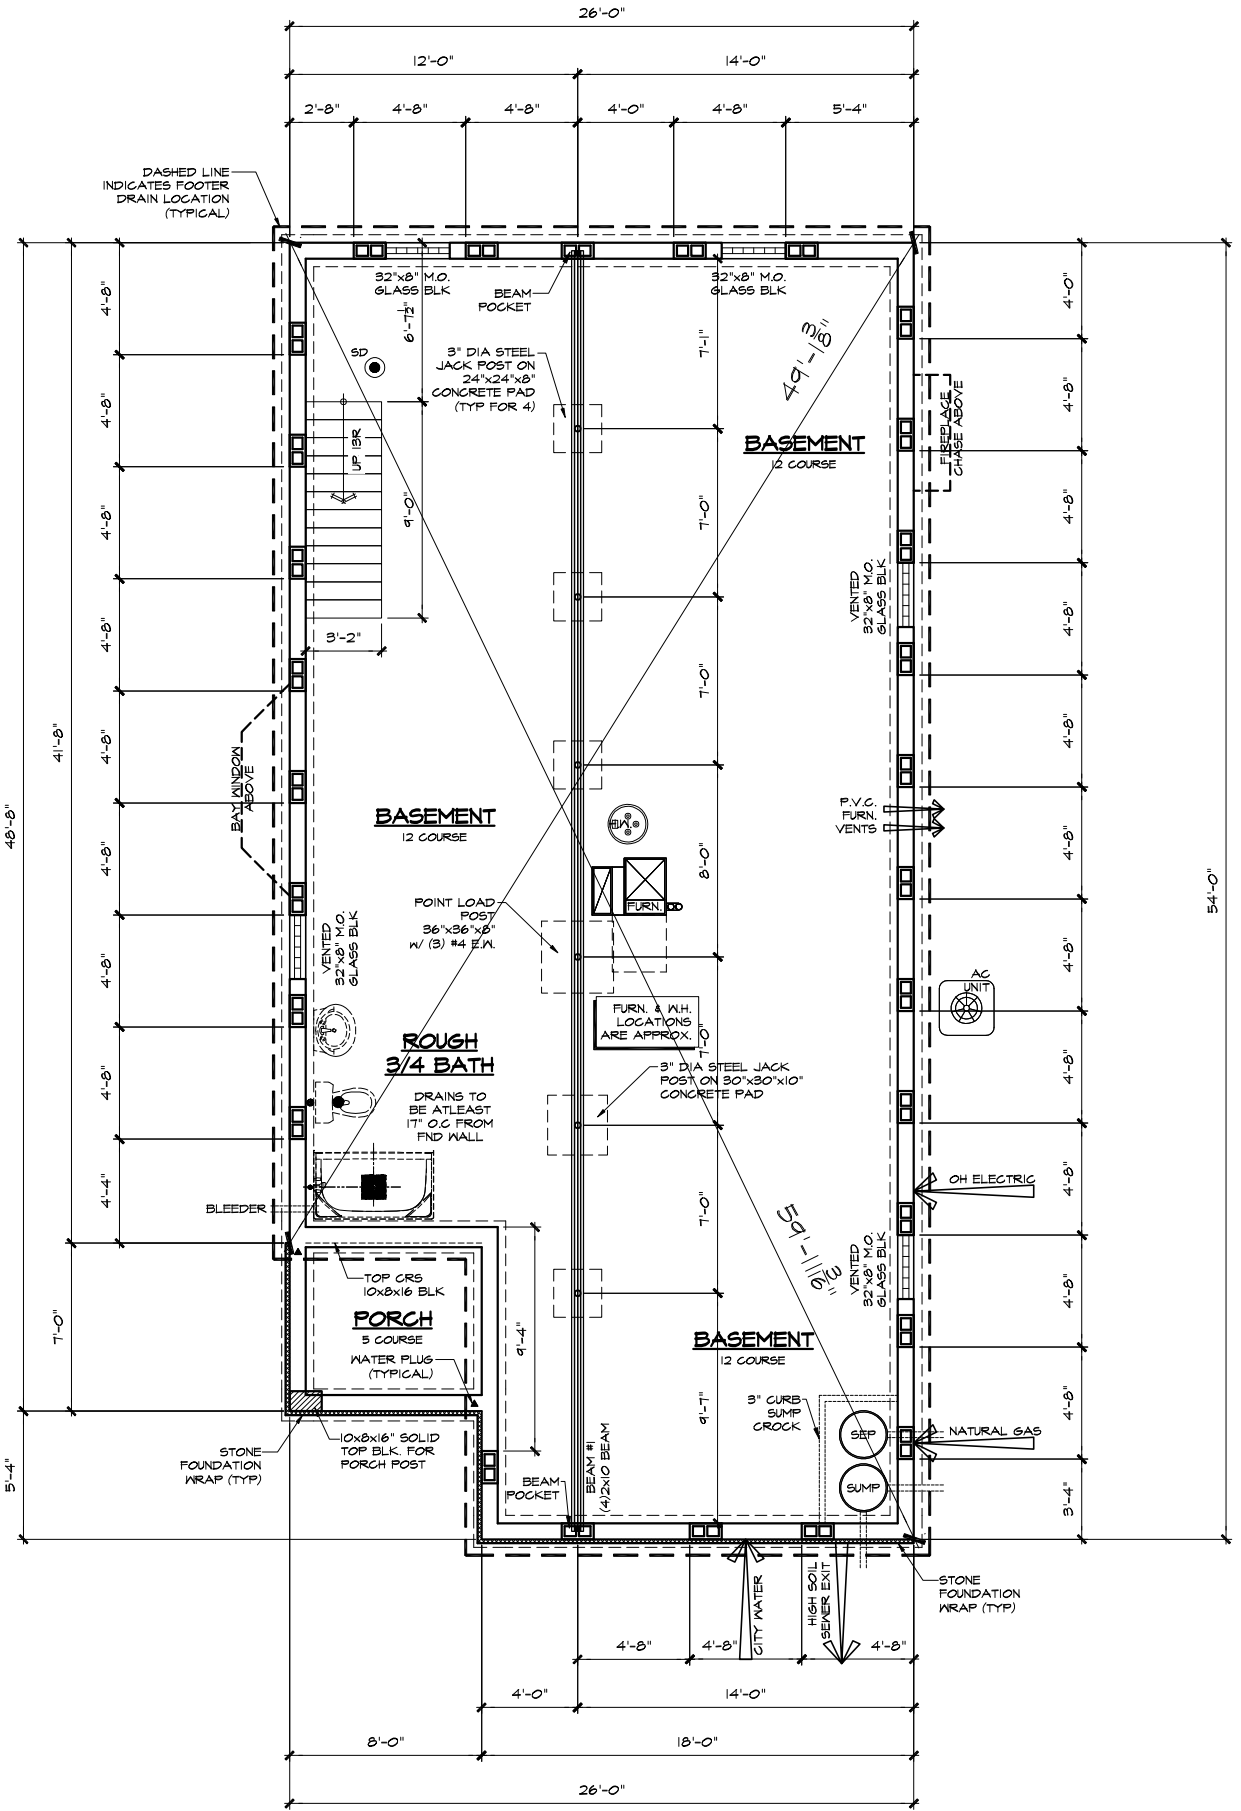 26'-0"
12'-0"
14'-0"
2'-8"
4'-8"
4'-8"
4'-0"
4'-8"
5'-4"
DASHED LINE
INDICATES FOOTER
DRAIN LOCATION
(TYPICAL)
32"x8" M.O.
GLASS BLK
BEAM
POCKET
32"x8" M.O.
GLASS BLK
6'-7½"
7'-1"
49'-1⅜"
SD
3" DIA STEEL
JACK POST ON
24"x24"x8"
CONCRETE PAD
(TYP FOR 4)
UP 13R
9'-0"
3'-2"
BASEMENT
12 COURSE
FIREPLACE
CHASE ABOVE
7'-0"
VENTED
32"x8" M.O.
GLASS BLK
7'-0"
4'-8"
4'-8"
4'-8"
4'-8"
4'-8"
4'-8"
4'-8"
4'-8"
4'-4"
41'-8"
7'-0"
48'-8"
5'-4"
4'-0"
4'-8"
4'-8"
4'-8"
4'-8"
4'-8"
4'-8"
4'-8"
4'-8"
4'-8"
4'-8"
3'-4"
54'-0"
BAY WINDOW
ABOVE
BASEMENT
12 COURSE
W.H.
P.V.C.
FURN.
VENTS
8'-0"
FURN.
POINT LOAD
POST
36"x36"x8"
W/ (3) #4 E.W.
VENTED
32"x8" M.O.
GLASS BLK
AC
UNIT
FURN. & W.H.
LOCATIONS
ARE APPROX.
7'-0"
ROUGH
3/4 BATH
3" DIA STEEL JACK
POST ON 30"x30"x10"
CONCRETE PAD
DRAINS TO
BE ATLEAST
17" O.C FROM
FND WALL
OH ELECTRIC
7'-0"
BLEEDER
59'-11 3/16"
VENTED
32"x8" M.O.
GLASS BLK
TOP CRS
10x8x16 BLK
PORCH
5 COURSE
9'-4"
WATER PLUG
(TYPICAL)
BASEMENT
12 COURSE
9'-7"
3" CURB
SUMP
CROCK
SEP
NATURAL GAS
10x8x16" SOLID
TOP BLK. FOR
PORCH POST
STONE
FOUNDATION
WRAP (TYP)
BEAM
POCKET
BEAM #1
(4)2x10 BEAM
SUMP
CITY WATER
HIGH SOIL
SEWER EXIT
STONE
FOUNDATION
WRAP (TYP)
4'-8"
4'-8"
4'-8"
4'-0"
14'-0"
8'-0"
18'-0"
26'-0"